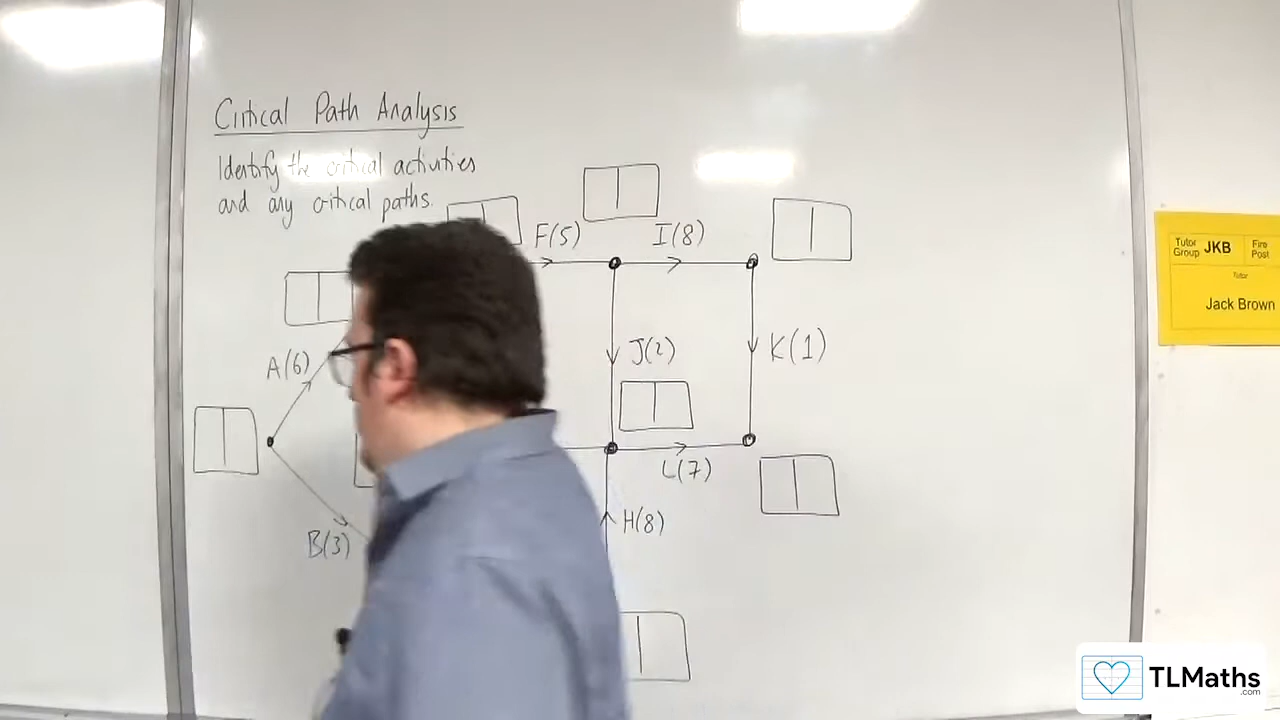 Critical Path Analysis
Identify the critical activities
and any critical paths.
F(5)
I(8)
A(6)
J(2)
K(1)
L(7)
H(8)
B(3)
Tutor Group JKB Fire Post
Tutor
Jack Brown
TLMaths
.com